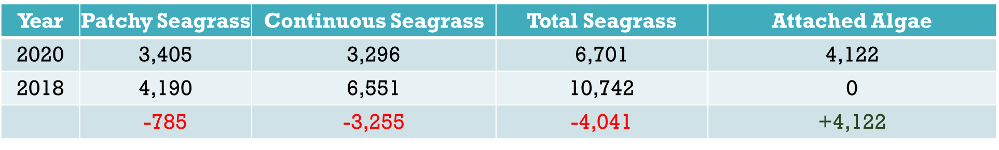 Year Patchy Seagrass Continuous Seagrass Total Seagrass Attached Algae
2020 3,405 3,296 6,701 4,122
2018 4,190 6,551 10,742 0
-785 -3,255 -4,041 +4,122